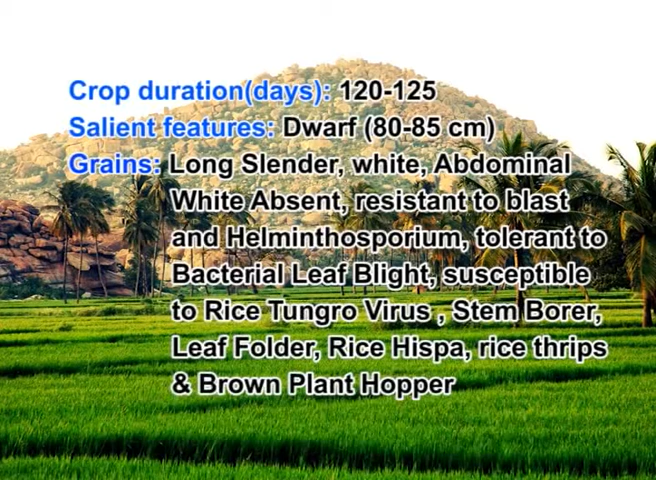 Crop duration(days): 120-125
Salient features: Dwarf (80-85 cm)
Grains: Long Slender, white, Abdominal
White Absent, resistant to blast
and Helminthosporium, tolerant to
Bacterial Leaf Blight, susceptible
to Rice Tungro Virus , Stem Borer,
Leaf Folder, Rice Hispa, rice thrips
& Brown Plant Hopper